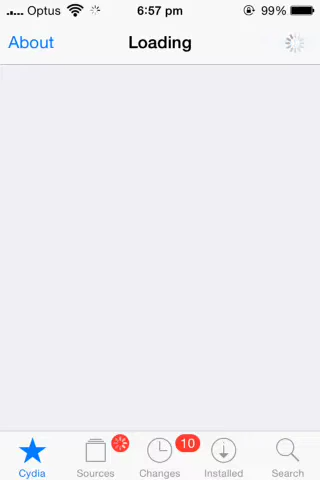 Optus 6:57 pm 99%
About Loading
10
Cydia Sources Changes Installed Search